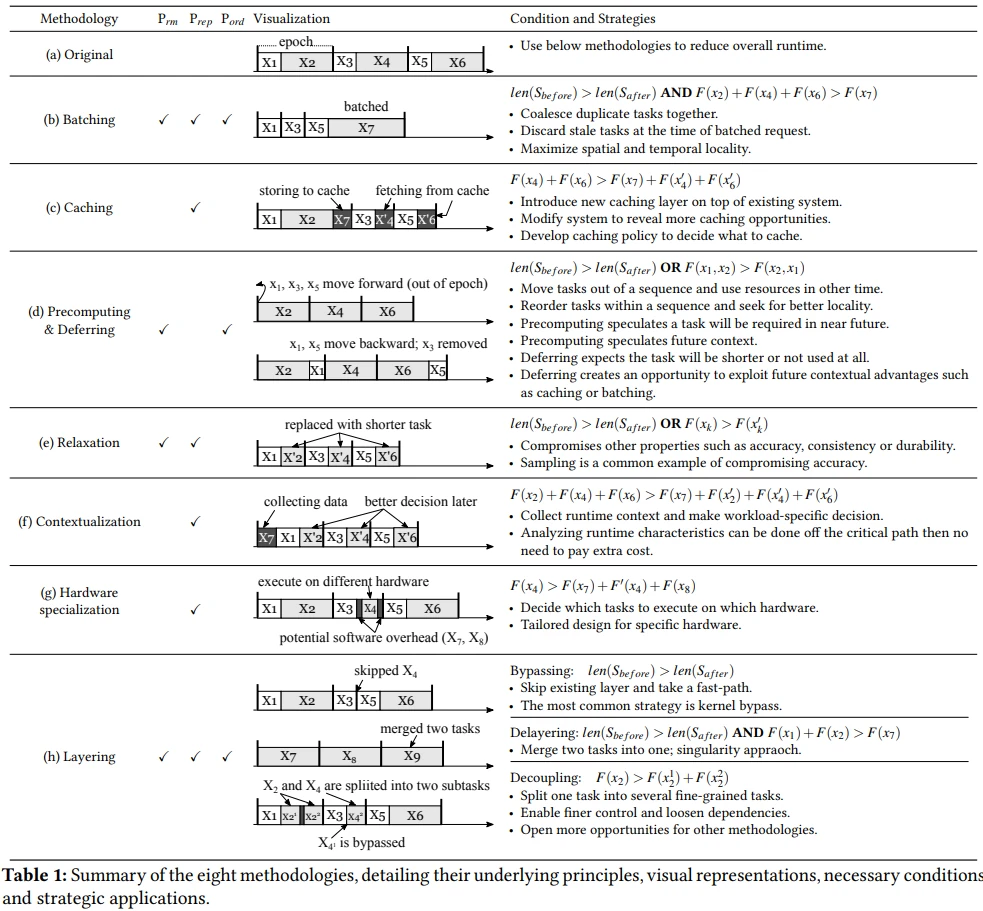 Methodology P_rm P_rep P_ord Visualization Condition and Strategies
(a) Original
epoch
X1 X2 X3 X4 X5 X6
• Use below methodologies to reduce overall runtime.
(b) Batching ✓ ✓ ✓
batched
X1 X3 X5 X7
len(S_before) > len(S_after) AND F(x₂)+F(x₄)+F(x₆) > F(x₇)
• Coalesce duplicate tasks together.
• Discard stale tasks at the time of batched request.
• Maximize spatial and temporal locality.
(c) Caching ✓
storing to cache fetching from cache
X1 X2 X7 X3 X'4 X5 X'6
F(x₄)+F(x₆) > F(x₇)+F(x′₄)+F(x′₆)
• Introduce new caching layer on top of existing system.
• Modify system to reveal more caching opportunities.
• Develop caching policy to decide what to cache.
(d) Precomputing
& Deferring ✓ ✓
x₁, x₃, x₅ move forward (out of epoch)
X2 X4 X6
x₁, x₅ move backward; x₃ removed
X2 X1 X4 X6 X5
len(S_before) > len(S_after) OR F(x₁,x₂) > F(x₂,x₁)
• Move tasks out of a sequence and use resources in other time.
• Reorder tasks within a sequence and seek for better locality.
• Precomputing speculates a task will be required in near future.
• Precomputing speculates future context.
• Deferring expects the task will be shorter or not used at all.
• Deferring creates an opportunity to exploit future contextual advantages such
as caching or batching.
(e) Relaxation ✓ ✓
replaced with shorter task
X1 X'2 X3 X'4 X5 X'6
len(S_before) > len(S_after) OR F(x_k) > F(x′_k)
• Compromises other properties such as accuracy, consistency or durability.
• Sampling is a common example of compromising accuracy.
(f) Contextualization ✓
collecting data better decision later
X7 X1 X'2 X3 X'4 X5 X'6
F(x₂)+F(x₄)+F(x₆) > F(x₇)+F(x′₂)+F(x′₄)+F(x′₆)
• Collect runtime context and make workload-specific decision.
• Analyzing runtime characteristics can be done off the critical path then no
need to pay extra cost.
(g) Hardware
specialization ✓
execute on different hardware
X1 X2 X3 X4 X5 X6
potential software overhead (X₇, X₈)
F(x₄) > F(x₇)+F′(x₄)+F(x₈)
• Decide which tasks to execute on which hardware.
• Tailored design for specific hardware.
(h) Layering ✓ ✓ ✓
skipped X₄
X1 X2 X3 X5 X6
merged two tasks
X7 X8 X9
X₂ and X₄ are spliited into two subtasks
X1 X2¹ X2² X3 X4² X5 X6
X₄¹ is bypassed
Bypassing: len(S_before) > len(S_after)
• Skip existing layer and take a fast-path.
• The most common strategy is kernel bypass.
Delayering: len(S_before) > len(S_after) AND F(x₁)+F(x₂) > F(x₇)
• Merge two tasks into one; singularity appraoch.
Decoupling: F(x₂) > F(x₂¹)+F(x₂²)
• Split one task into several fine-grained tasks.
• Enable finer control and loosen dependencies.
• Open more opportunities for other methodologies.
Table 1: Summary of the eight methodologies, detailing their underlying principles, visual representations, necessary conditions
and strategic applications.